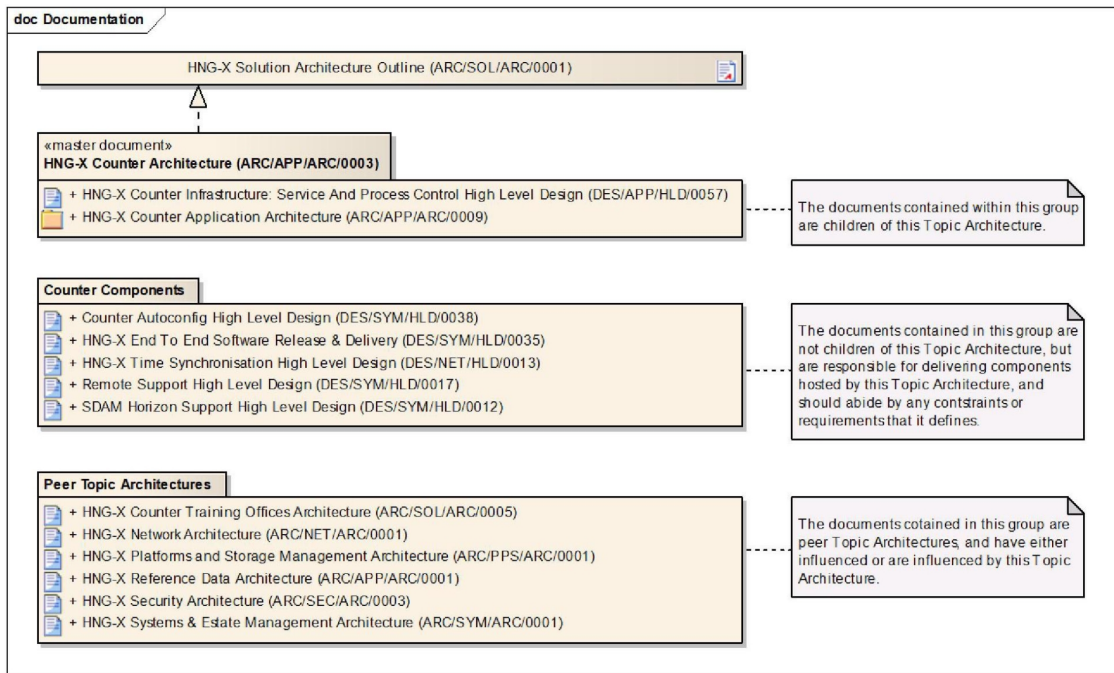 doc Documentation
HNG-X Solution Architecture Outline (ARC/SOL/ARC/0001)
«master document»
HNG-X Counter Architecture (ARC/APP/ARC/0003)
+ HNG-X Counter Infrastructure: Service And Process Control High Level Design (DES/APP/HLD/0057)
+ HNG-X Counter Application Architecture (ARC/APP/ARC/0009)
The documents contained within this group
are children of this Topic Architecture.
Counter Components
+ Counter Autoconfig High Level Design (DES/SYM/HLD/0038)
+ HNG-X End To End Software Release & Delivery (DES/SYM/HLD/0035)
+ HNG-X Time Synchronisation High Level Design (DES/NET/HLD/0013)
+ Remote Support High Level Design (DES/SYM/HLD/0017)
+ SDAM Horizon Support High Level Design (DES/SYM/HLD/0012)
The documents contained in this group are
not children of this Topic Architecture, but
are responsible for delivering components
hosted by this Topic Architecture, and
should abide by any contstraints or
requirements that it defines.
Peer Topic Architectures
+ HNG-X Counter Training Offices Architecture (ARC/SOL/ARC/0005)
+ HNG-X Network Architecture (ARC/NET/ARC/0001)
+ HNG-X Platforms and Storage Management Architecture (ARC/PPS/ARC/0001)
+ HNG-X Reference Data Architecture (ARC/APP/ARC/0001)
+ HNG-X Security Architecture (ARC/SEC/ARC/0003)
+ HNG-X Systems & Estate Management Architecture (ARC/SYM/ARC/0001)
The documents cotained in this group are
peer Topic Architectures, and have either
influenced or are influenced by this Topic
Architecture.